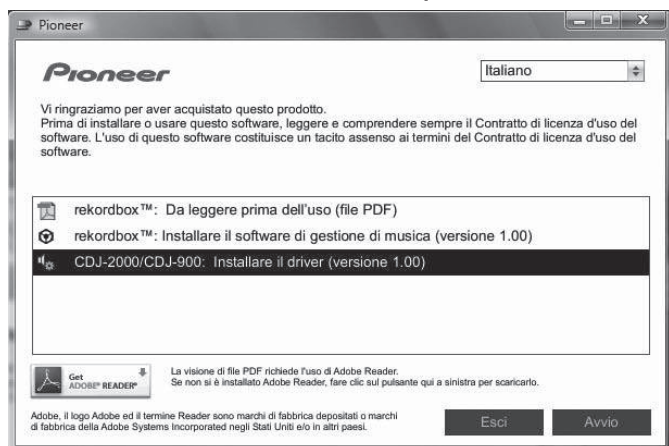 Pioneer
Pioneer
Italiano
Vi ringraziamo per aver acquistato questo prodotto.
Prima di installare o usare questo software, leggere e comprendere sempre il Contratto di licenza d'uso del
software. L'uso di questo software costituisce un tacito assenso ai termini del Contratto di licenza d'uso del
software.
rekordbox™: Da leggere prima dell'uso (file PDF)
rekordbox™: Installare il software di gestione di musica (versione 1.00)
CDJ-2000/CDJ-900: Installare il driver (versione 1.00)
Get
ADOBE® READER®
La visione di file PDF richiede l'uso di Adobe Reader.
Se non si è installato Adobe Reader, fare clic sul pulsante qui a sinistra per scaricarlo.
Adobe, il logo Adobe ed il termine Reader sono marchi di fabbrica depositati o marchi
di fabbrica della Adobe Systems Incorporated negli Stati Uniti e/o in altri paesi.
Esci
Avvio